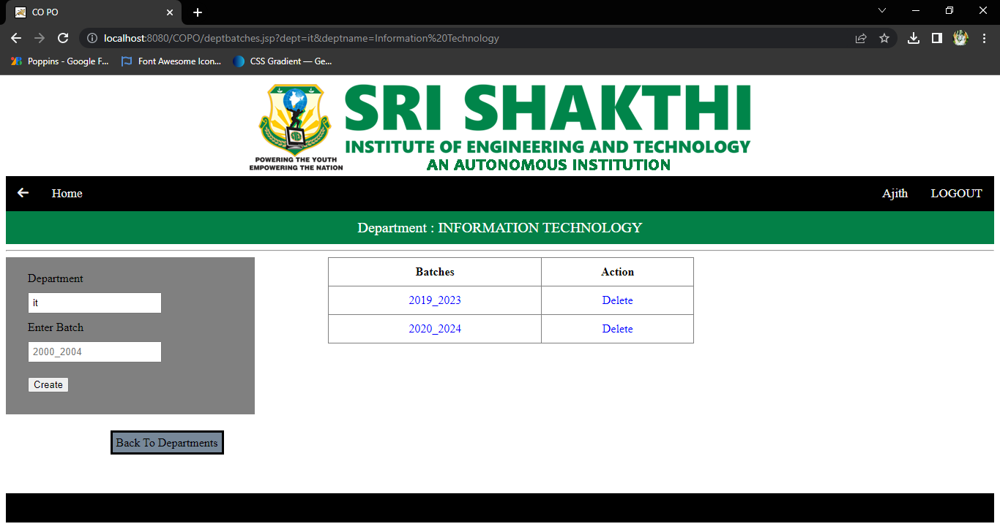 CO PO
localhost:8080/COPO/deptbatches.jsp?dept=it&deptname=Information%20Technology
Poppins - Google F... Font Awesome Icon... CSS Gradient — Ge...
SRI SHAKTHI
INSTITUTE OF ENGINEERING AND TECHNOLOGY
AN AUTONOMOUS INSTITUTION
POWERING THE YOUTH
EMPOWERING THE NATION
Home Ajith LOGOUT
Department : INFORMATION TECHNOLOGY
Department
it
Enter Batch
2000_2004
Create
Back To Departments
Batches Action
2019_2023 Delete
2020_2024 Delete